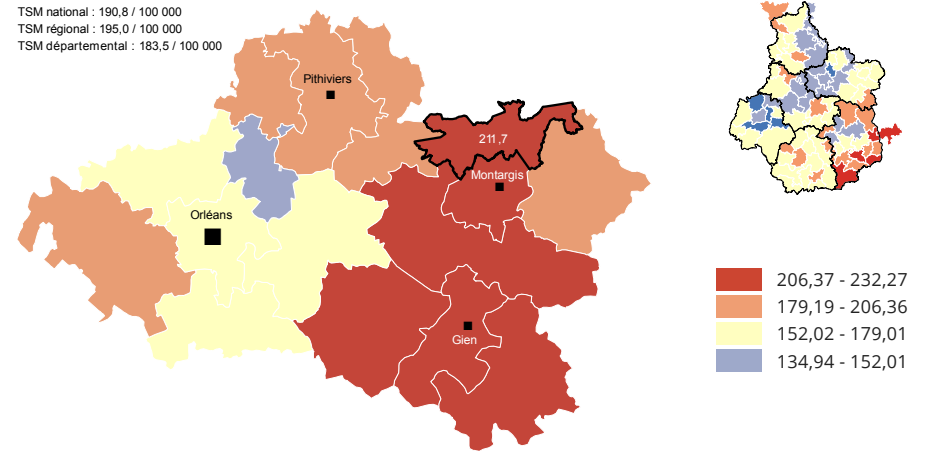 TSM national : 190,8 / 100 000
TSM régional : 195,0 / 100 000
TSM départemental : 183,5 / 100 000
Pithiviers
211,7
Montargis
Orléans
Gien
206,37 - 232,27
179,19 - 206,36
152,02 - 179,01
134,94 - 152,01